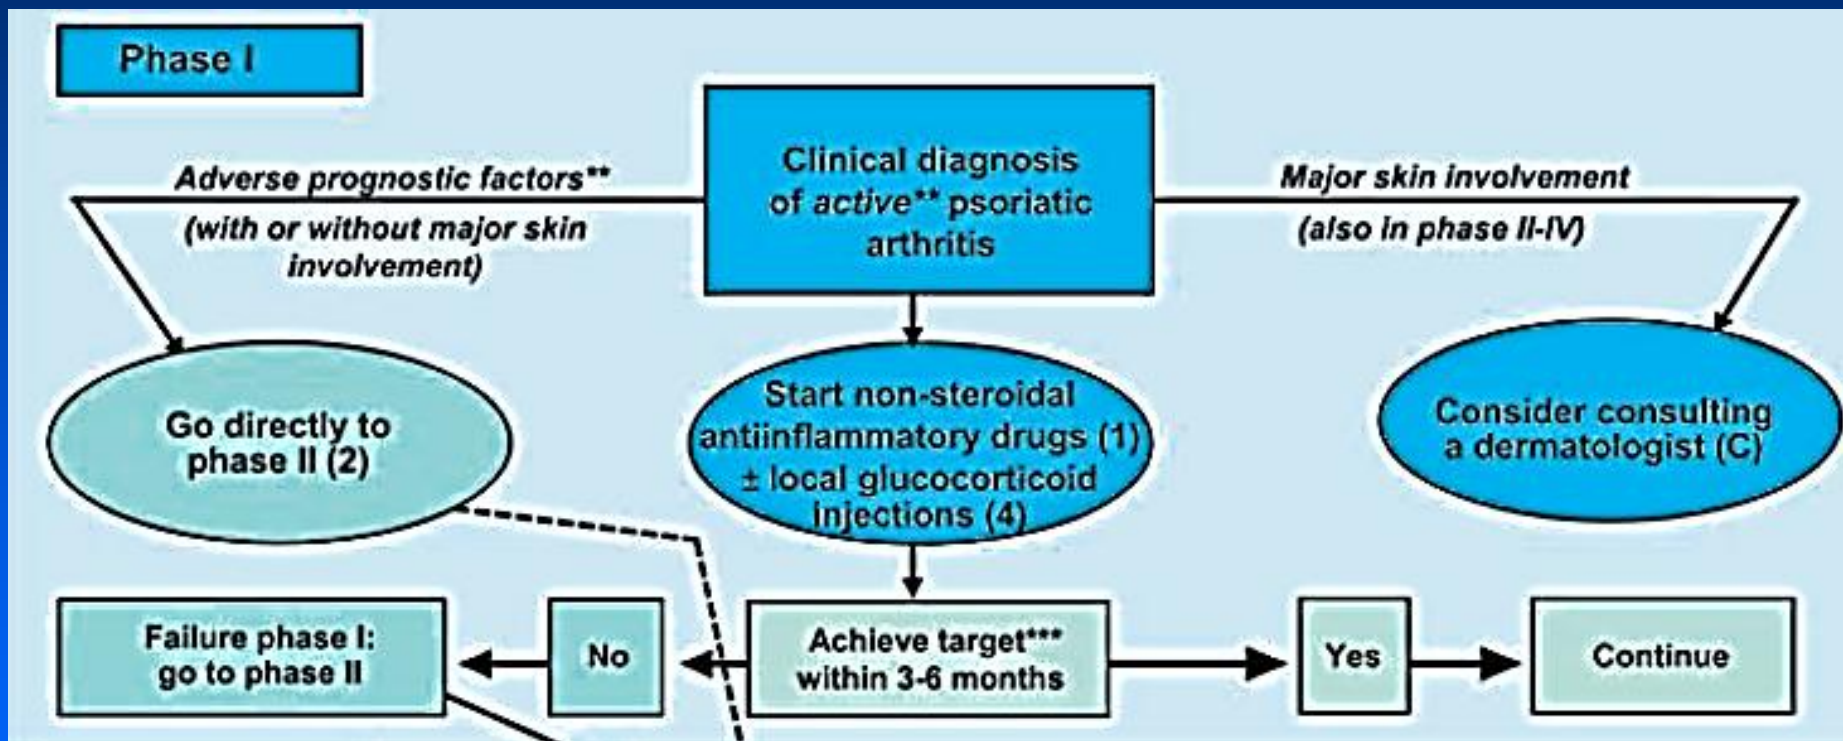 Phase I
Clinical diagnosis
of active** psoriatic
arthritis
Adverse prognostic factors**
(with or without major skin
involvement)
Major skin involvement
(also in phase II-IV)
Go directly to
phase II (2)
Start non-steroidal
antiinflammatory drugs (1)
± local glucocorticoid
injections (4)
Consider consulting
a dermatologist (C)
Failure phase I:
go to phase II
No
Achieve target***
within 3-6 months
Yes
Continue